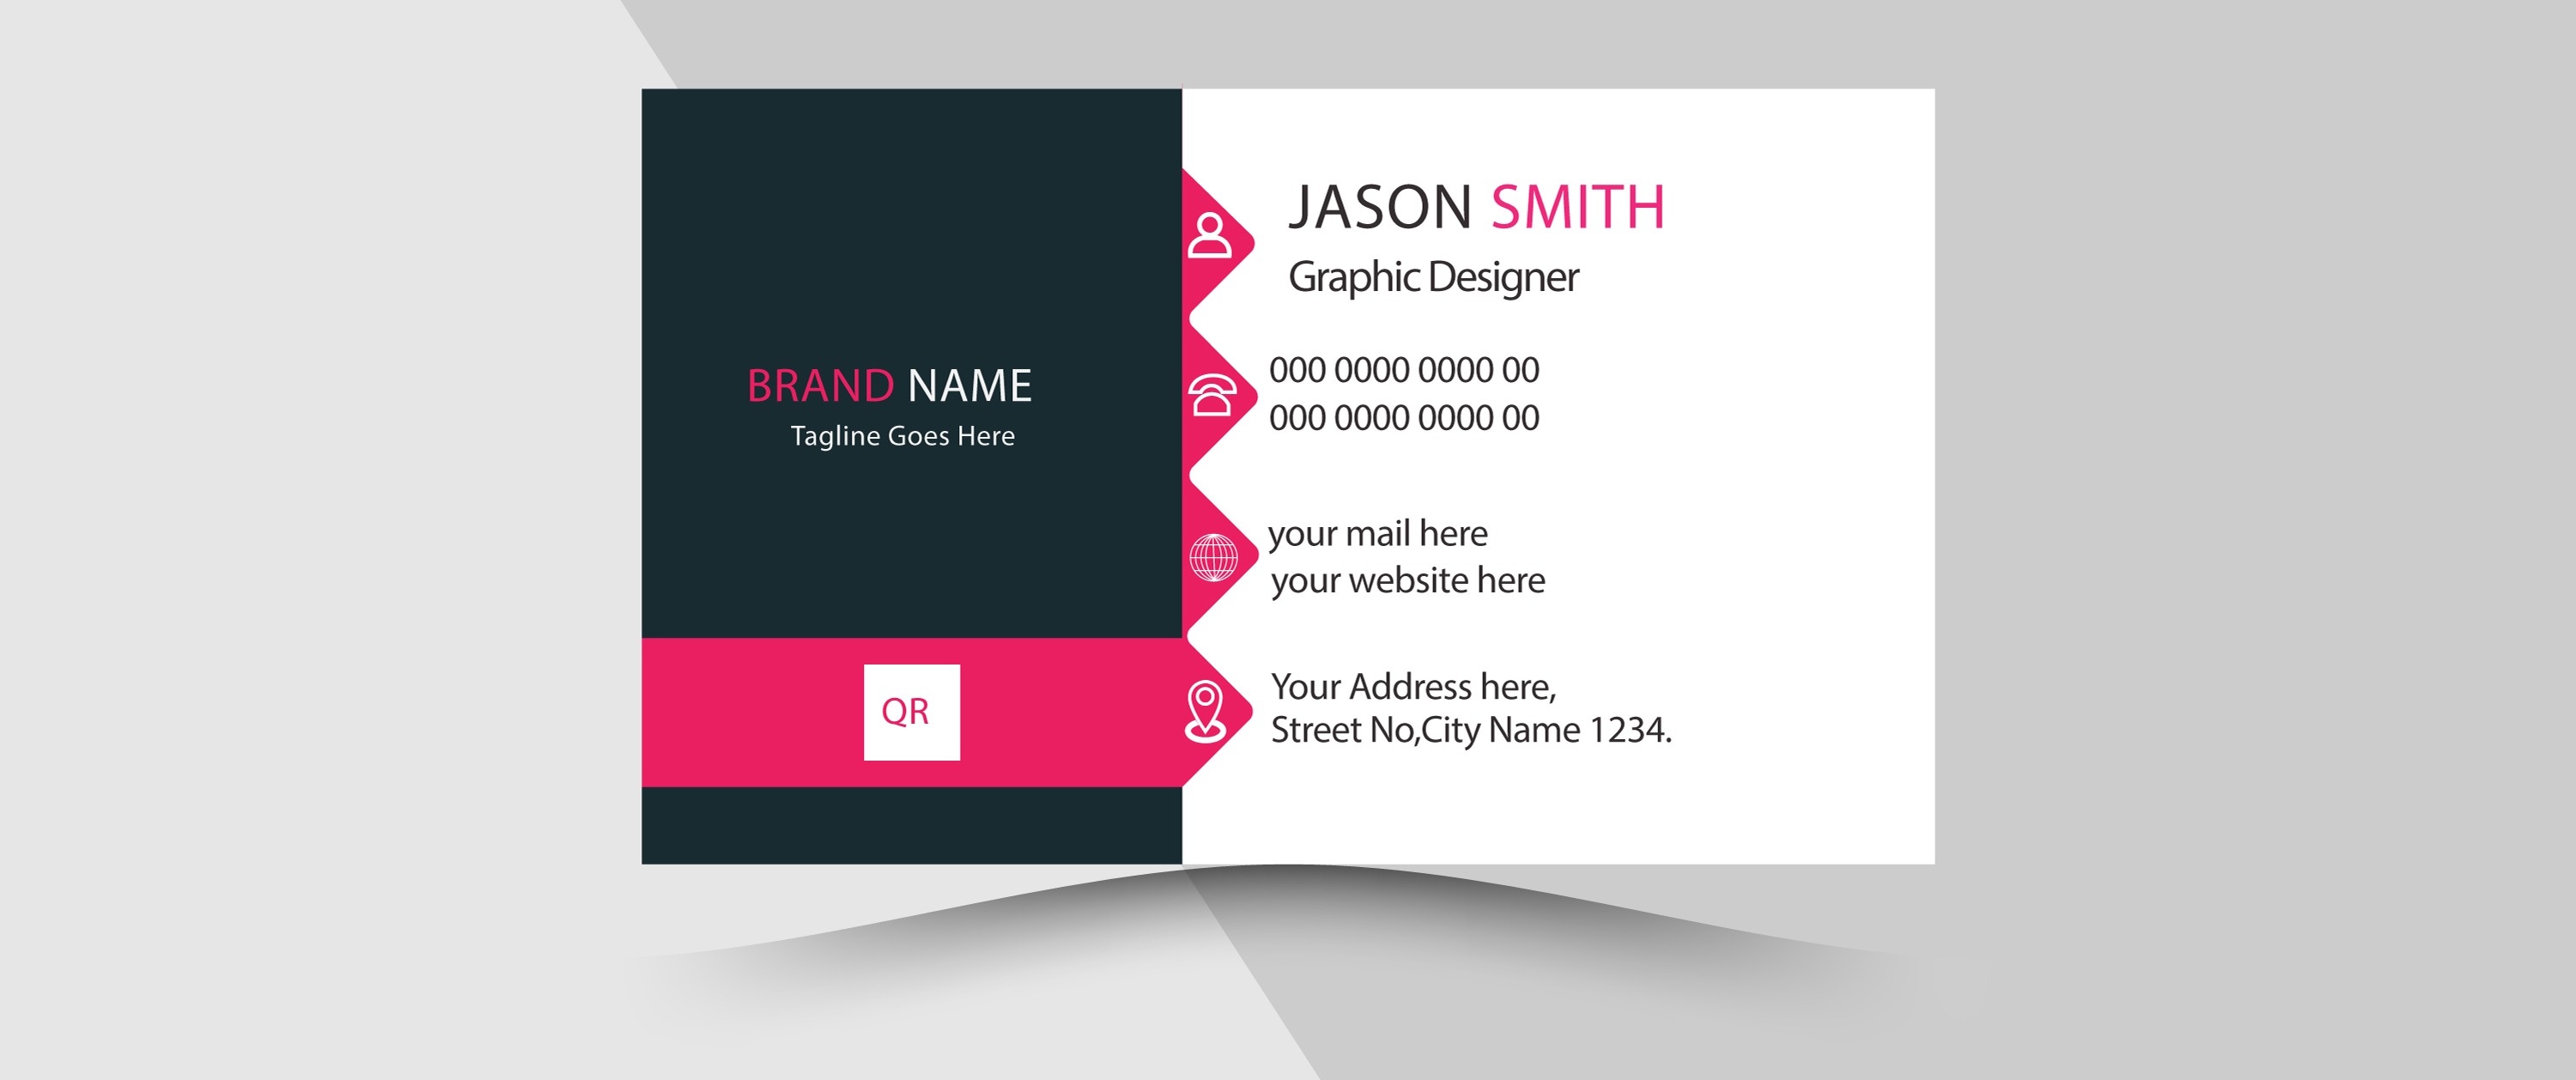 BRAND NAME
Tagline Goes Here
QR
JASON SMITH
Graphic Designer
000 0000 0000 00
000 0000 0000 00
your mail here
your website here
Your Address here,
Street No,City Name 1234.